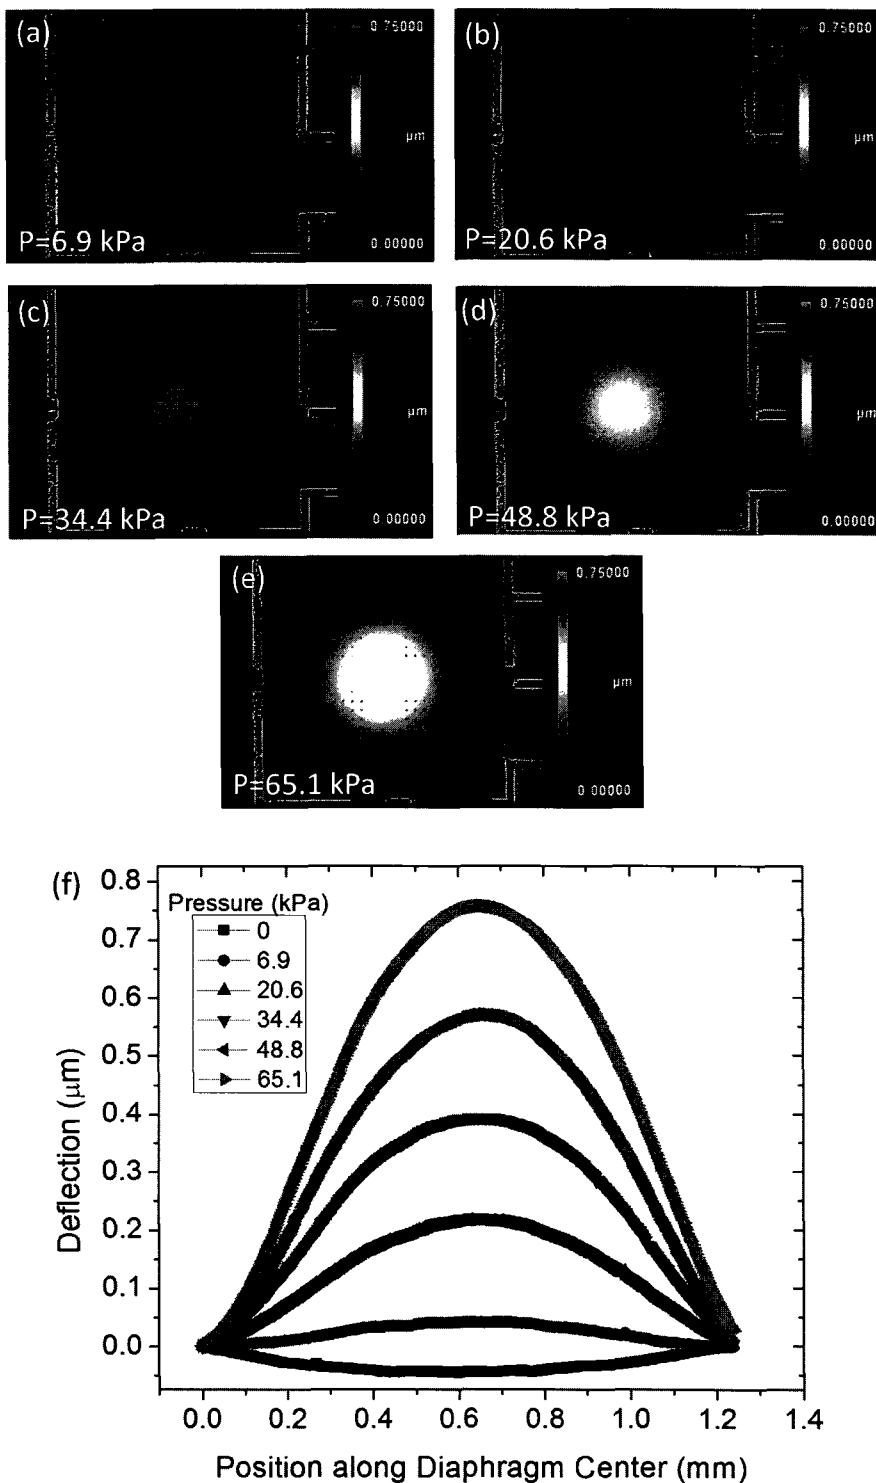 (a)
0.75000
µm
P=6.9 kPa
0.00000
(b)
0.75000
µm
P=20.6 kPa
0.00000
(c)
0.75000
µm
P=34.4 kPa
0.00000
(d)
0.75000
µm
P=48.8 kPa
0.00000
(e)
0.75000
µm
P=65.1 kPa
0.00000
(f)
0.8
0.7
0.6
0.5
0.4
0.3
0.2
0.1
0.0
Deflection (µm)
Pressure (kPa)
0
6.9
20.6
34.4
48.8
65.1
0.0 0.2 0.4 0.6 0.8 1.0 1.2 1.4
Position along Diaphragm Center (mm)